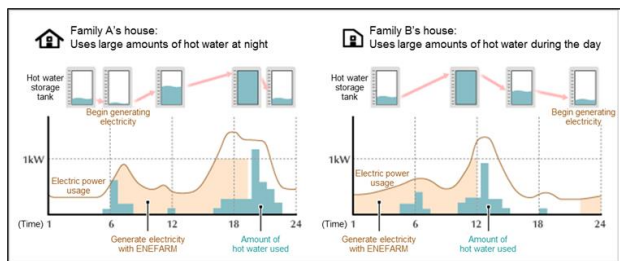 Family A's house:
Uses large amounts of hot water at night
Hot water
storage
tank
Begin generating
electricity
1kW
Electric power
usage
(Time) 1 6 12 18 24
Generate electricity
with ENEFARM
Amount of
hot water used
Family B's house:
Uses large amounts of hot water during the day
Hot water
storage
tank
Begin generating
electricity
1kW
Electric power
usage
(Time) 1 6 12 18 24
Generate electricity
with ENEFARM
Amount of
hot water used